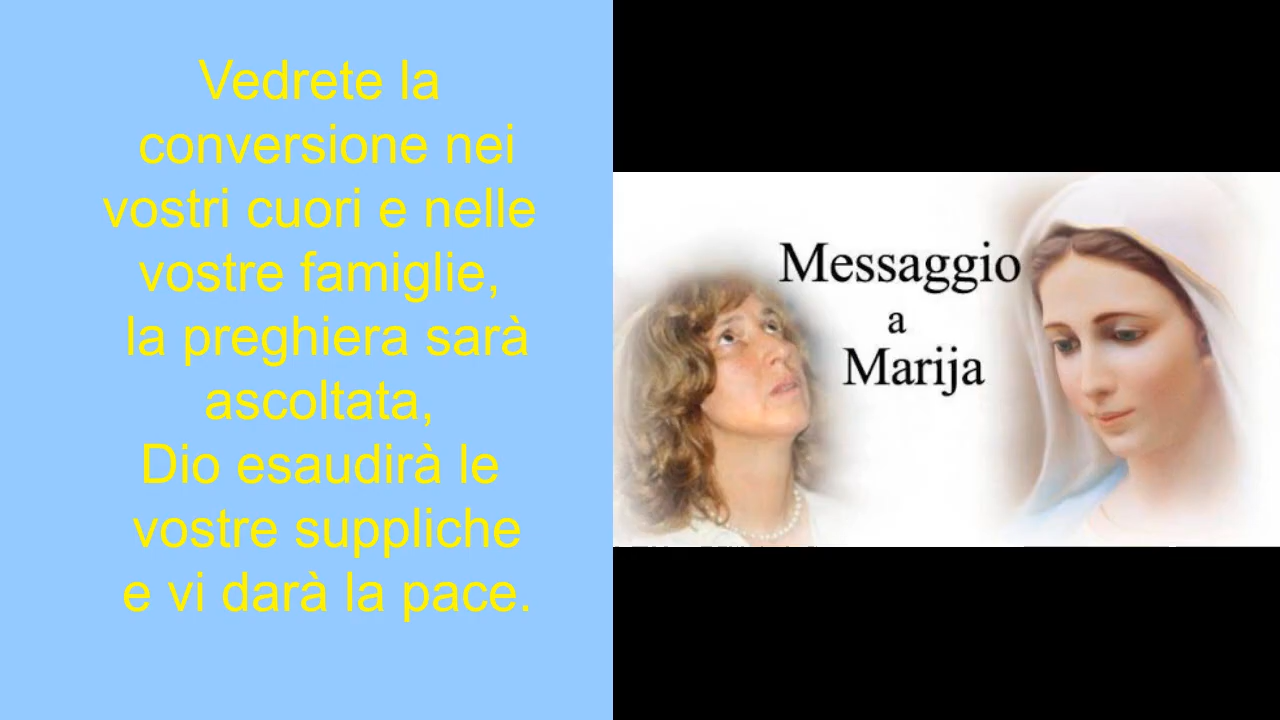 Vedrete la
conversione nei
vostri cuori e nelle
vostre famiglie,
la preghiera sarà
ascoltata,
Dio esaudirà le
vostre suppliche
e vi darà la pace.
Messaggio
a
Marija